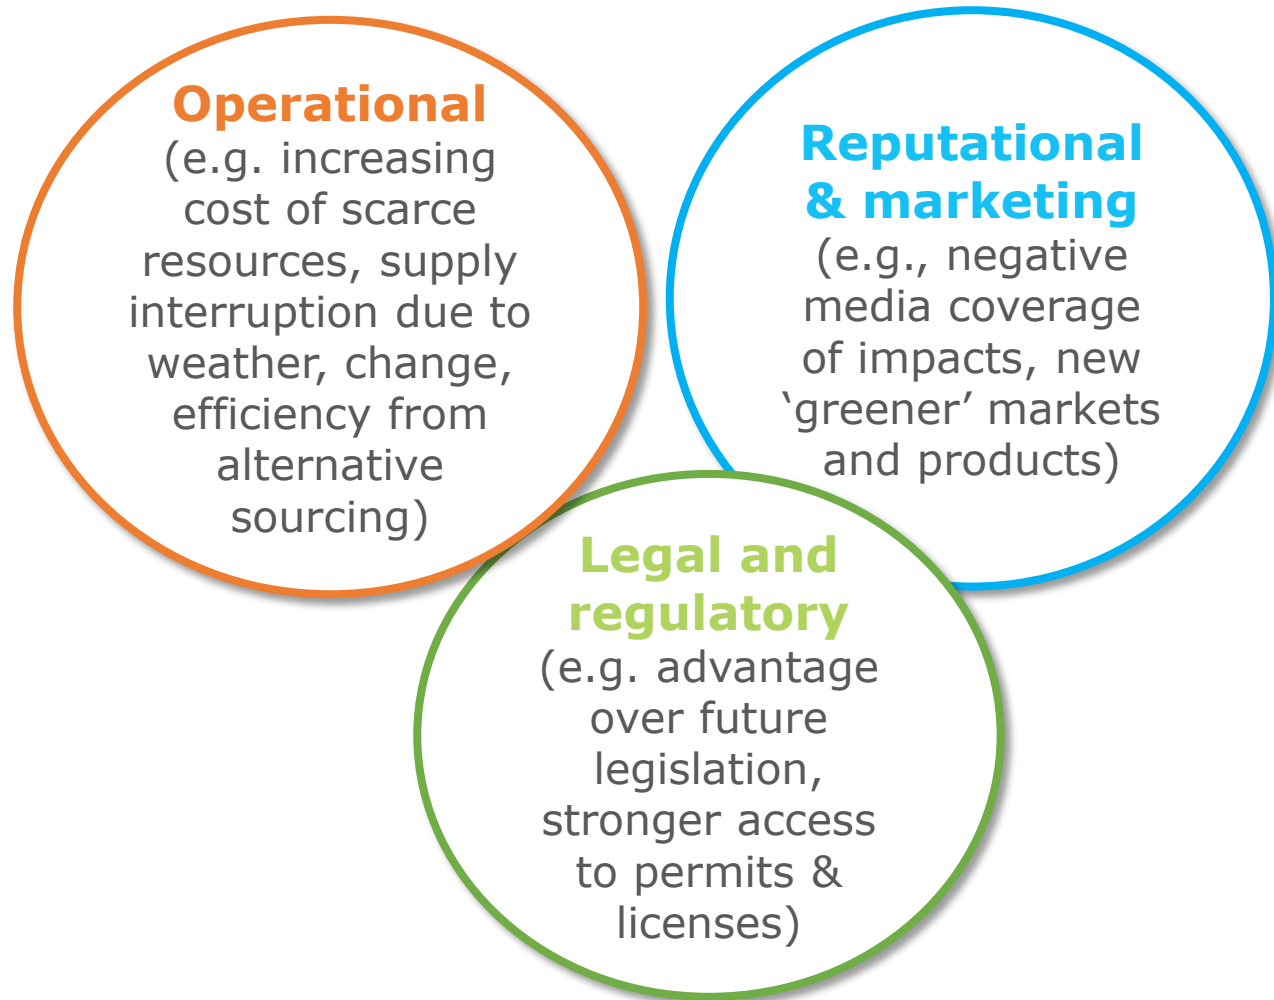 Operational
(e.g. increasing
cost of scarce
resources, supply
interruption due to
weather, change,
efficiency from
alternative
sourcing)
Reputational
& marketing
(e.g., negative
media coverage
of impacts, new
‘greener’ markets
and products)
Legal and
regulatory
(e.g. advantage
over future
legislation,
stronger access
to permits &
licenses)